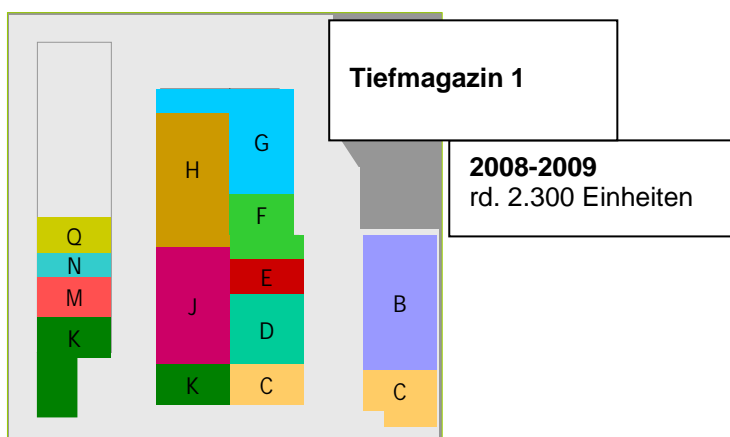 Tiefmagazin 1
2008-2009
rd. 2.300 Einheiten
G
H
F
Q
N
E
M
J
B
D
K
K
C
C